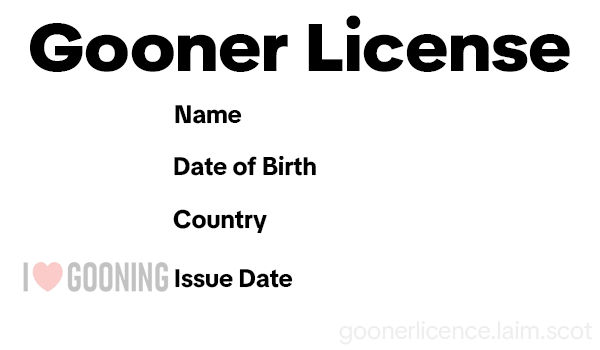 Gooner License
Name
Date of Birth
Country
I ❤ GOONING
Issue Date
goonerlicence.laim.scot